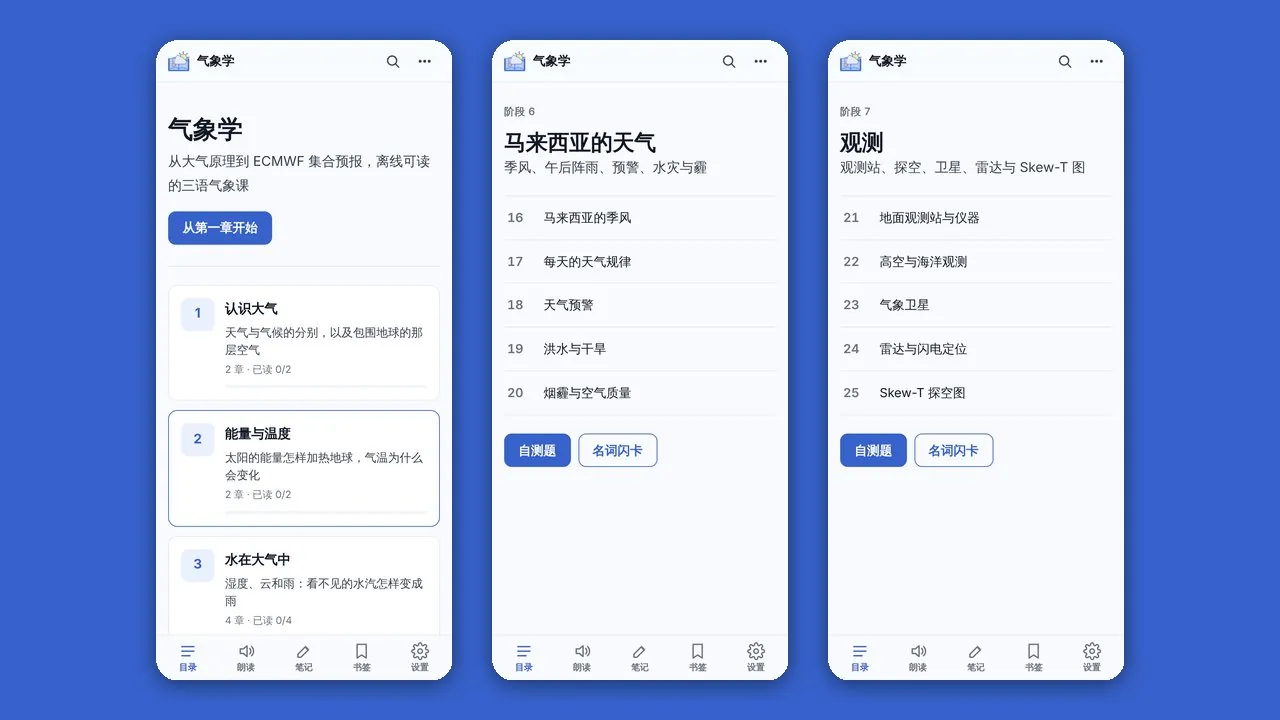 气象学
气象学
从大气原理到 ECMWF 集合预报，离线可读
的三语气象课
从第一章开始
1
认识大气
天气与气候的分别，以及包围地球的那
层空气
2 章 · 已读 0/2
2
能量与温度
太阳的能量怎样加热地球，气温为什么
会变化
2 章 · 已读 0/2
3
水在大气中
湿度、云和雨：看不见的水汽怎样变成
雨
4 章 · 已读 0/4
目录 朗读 笔记 书签 设置
气象学
阶段 6
马来西亚的天气
季风、午后阵雨、预警、水灾与霾
16 马来西亚的季风
17 每天的天气规律
18 天气预警
19 洪水与干旱
20 烟霾与空气质量
自测题 名词闪卡
目录 朗读 笔记 书签 设置
气象学
阶段 7
观测
观测站、探空、卫星、雷达与 Skew-T 图
21 地面观测站与仪器
22 高空与海洋观测
23 气象卫星
24 雷达与闪电定位
25 Skew-T 探空图
自测题 名词闪卡
目录 朗读 笔记 书签 设置